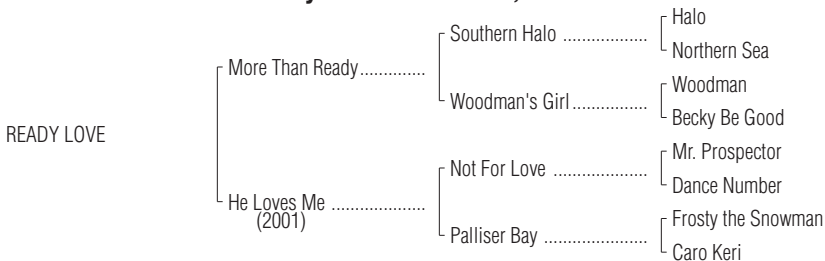 Halo
Southern Halo ..................
Northern Sea
More Than Ready..............
Woodman
Woodman's Girl................
Becky Be Good
READY LOVE
Mr. Prospector
Not For Love ....................
Dance Number
He Loves Me ....................
(2001)
Frosty the Snowman
Palliser Bay ......................
Caro Keri